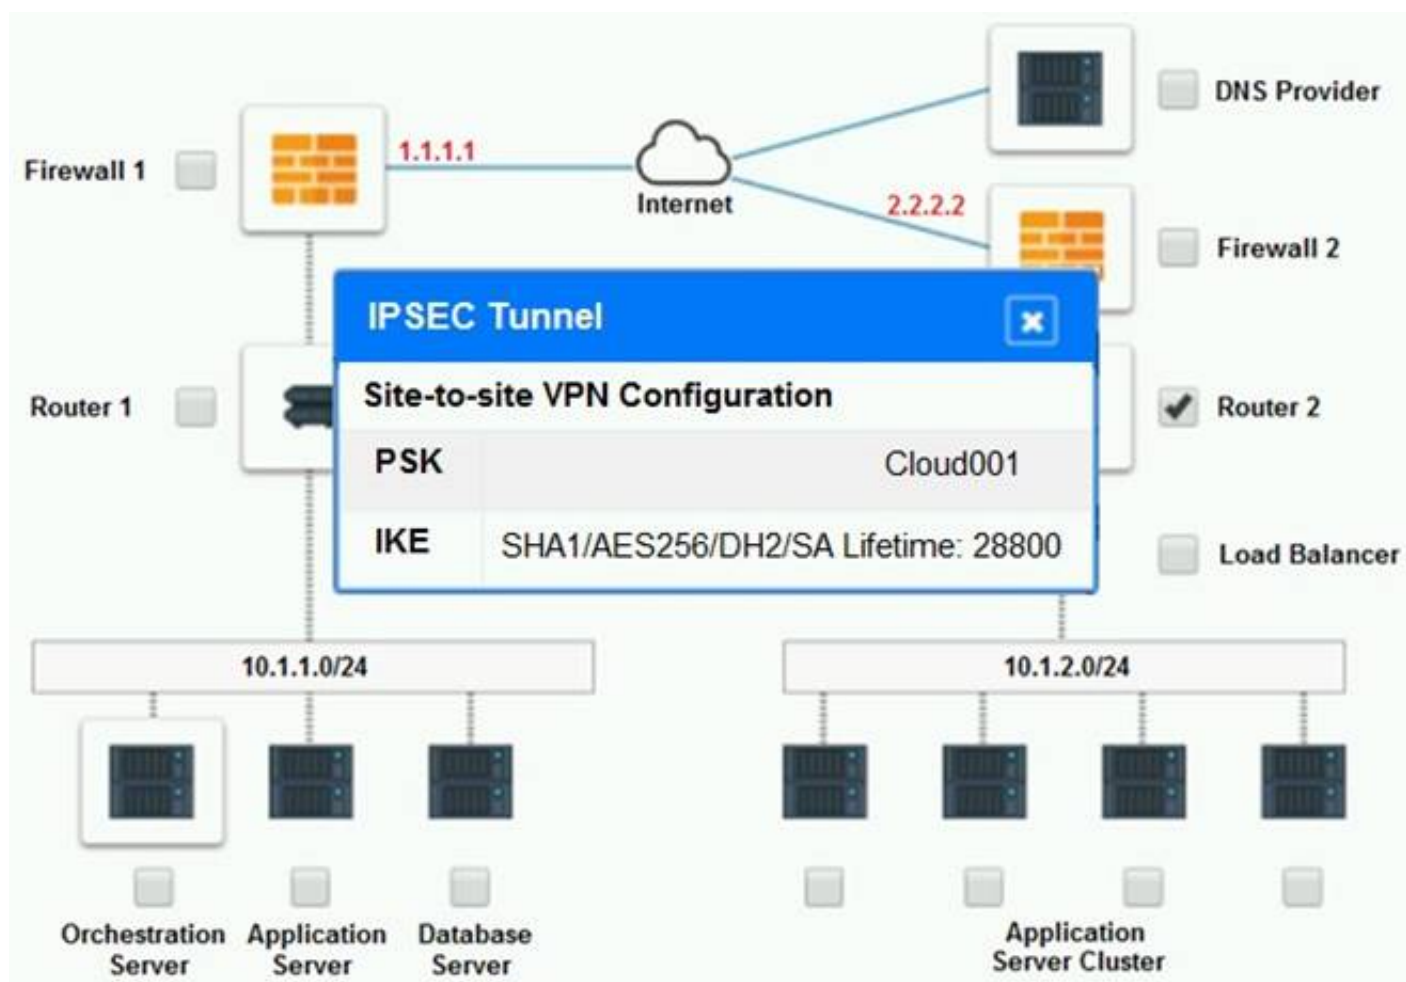 DNS Provider
Firewall 1
1.1.1.1
Internet
2.2.2.2
Firewall 2
IPSEC Tunnel
Site-to-site VPN Configuration
PSK Cloud001
IKE SHA1/AES256/DH2/SA Lifetime: 28800
Router 1
Router 2
Load Balancer
10.1.1.0/24
10.1.2.0/24
Orchestration
Server
Application
Server
Database
Server
Application
Server Cluster